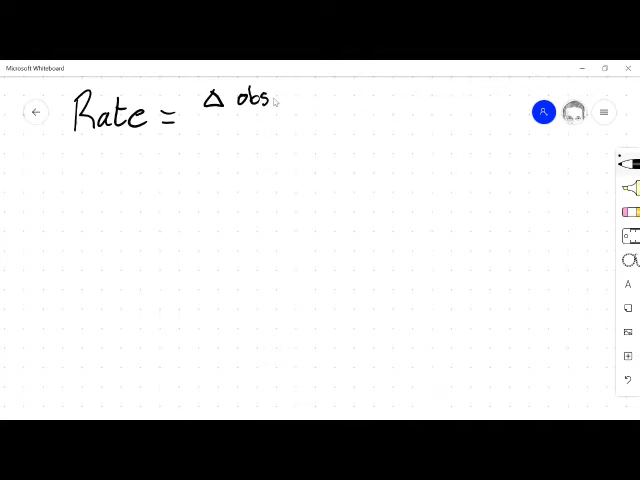 Microsoft Whiteboard
Rate = Δ obs
A